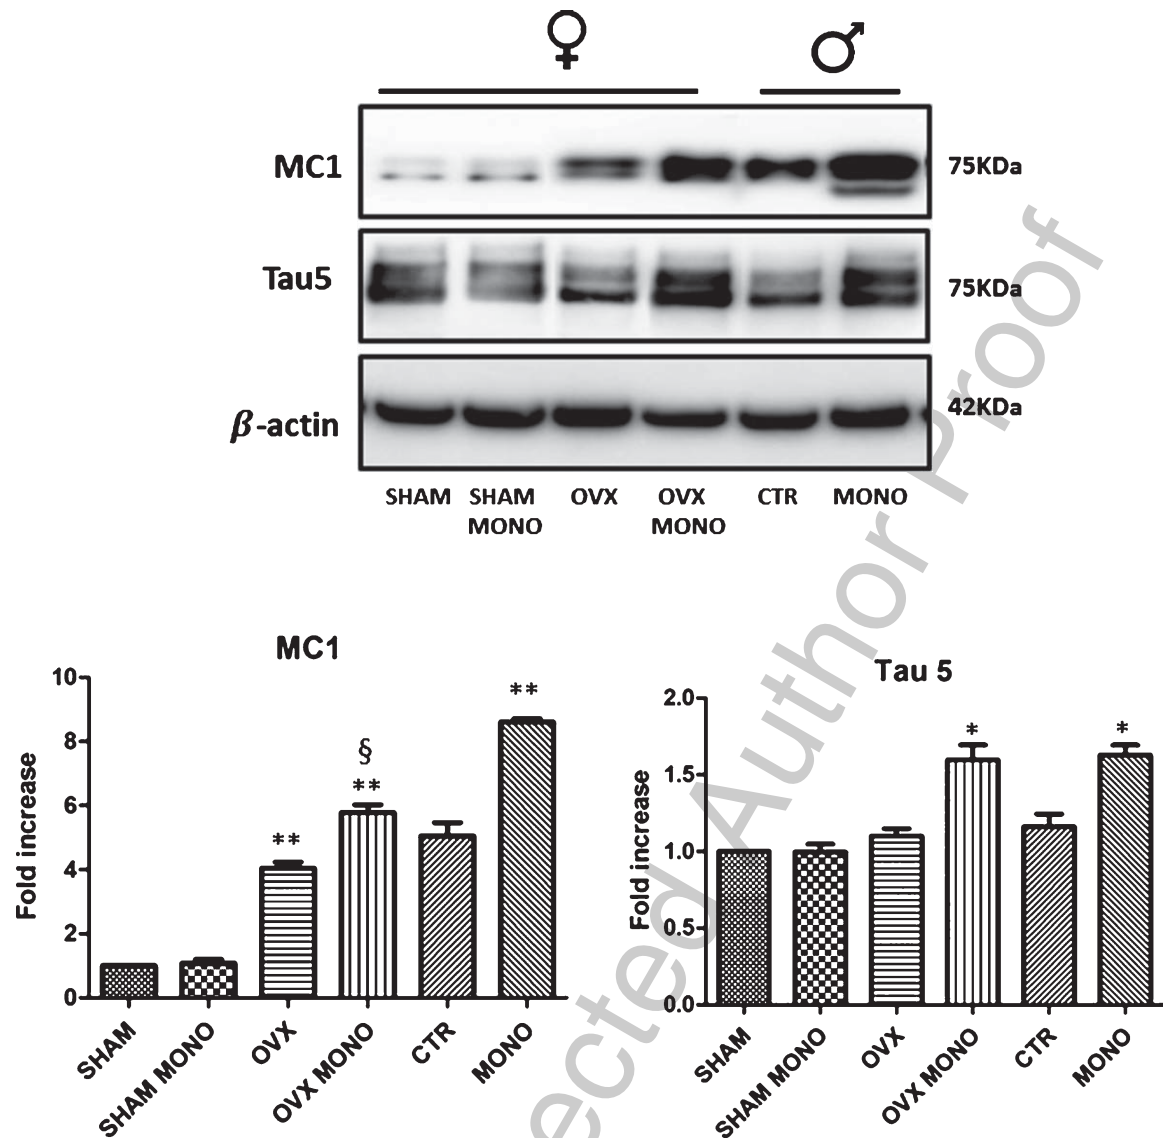 ♀ ♂
MC1 75KDa
Tau5 75KDa
β-actin 42KDa
SHAM SHAM MONO OVX OVX MONO CTR MONO
MC1
Fold increase
10
8
6
4
2
0
**
§
**
**
SHAM
SHAM MONO
OVX
OVX MONO
CTR
MONO
Tau 5
Fold increase
2.0
1.5
1.0
0.5
0.0
*
*
SHAM
SHAM MONO
OVX
OVX MONO
CTR
MONO
ected Author Proof